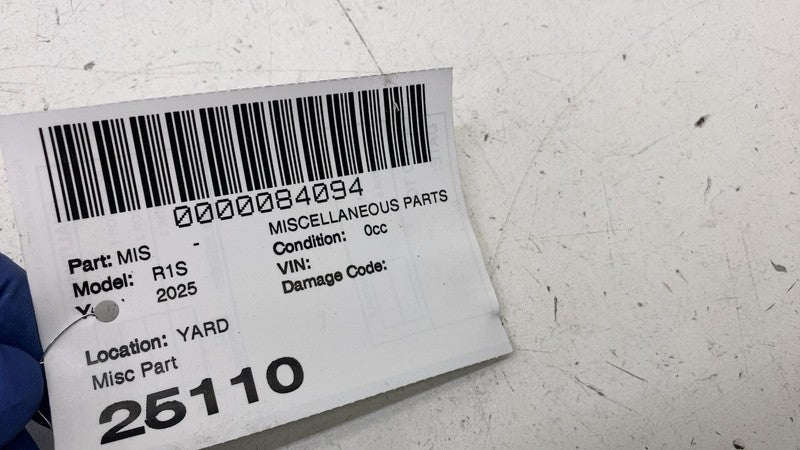 0000084094
Part: MIS - MISCELLANEOUS PARTS
Model: R1S Condition: 0cc
2025 VIN:
Damage Code:
Location: YARD
Misc Part
25110